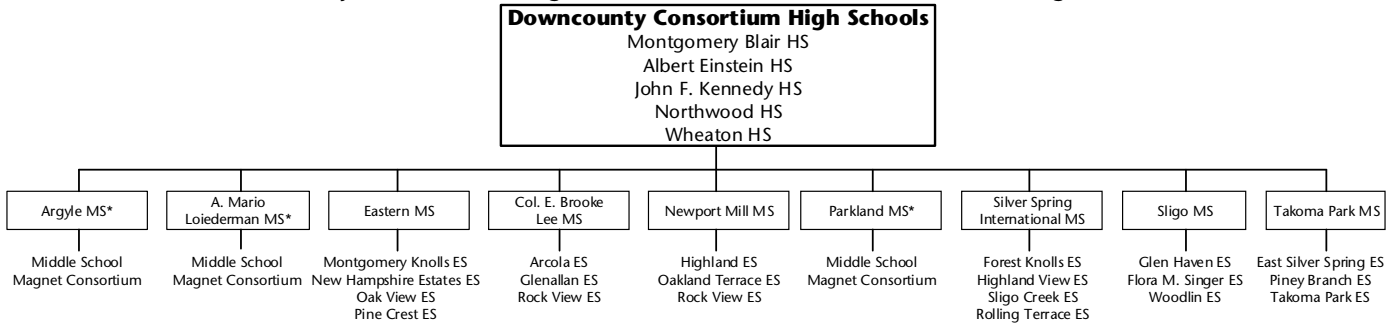 Downcounty Consortium High Schools
Montgomery Blair HS
Albert Einstein HS
John F. Kennedy HS
Northwood HS
Wheaton HS
Argyle MS*
Middle School
Magnet Consortium
A. Mario
Loiederman MS*
Middle School
Magnet Consortium
Eastern MS
Montgomery Knolls ES
New Hampshire Estates ES
Oak View ES
Pine Crest ES
Col. E. Brooke
Lee MS
Arcola ES
Glenallan ES
Rock View ES
Newport Mill MS
Highland ES
Oakland Terrace ES
Rock View ES
Parkland MS*
Middle School
Magnet Consortium
Silver Spring
International MS
Forest Knolls ES
Highland View ES
Sligo Creek ES
Rolling Terrace ES
Sligo MS
Glen Haven ES
Flora M. Singer ES
Woodlin ES
Takoma Park MS
East Silver Spring ES
Piney Branch ES
Takoma Park ES